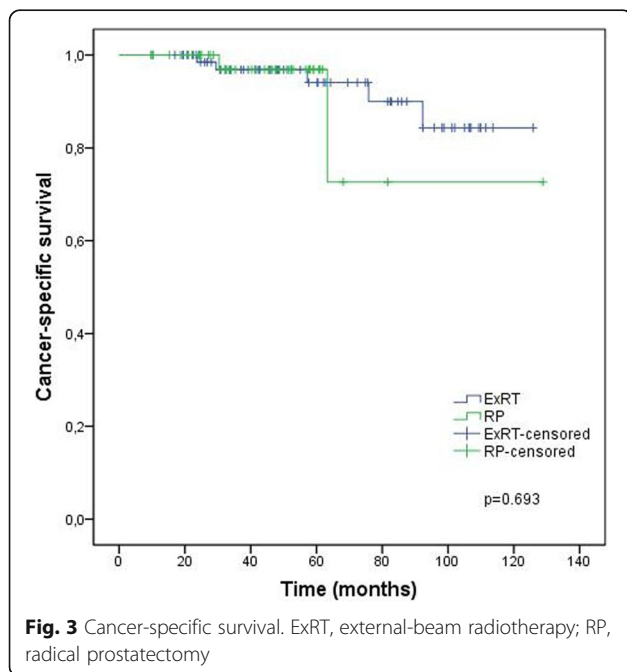 1,0
0,8
0,6
0,4
0,2
0,0
Cancer-specific survival
ExRT
RP
ExRT-censored
RP-censored
p=0.693
0 20 40 60 80 100 120 140
Time (months)
Fig. 3 Cancer-specific survival. ExRT, external-beam radiotherapy; RP,
radical prostatectomy